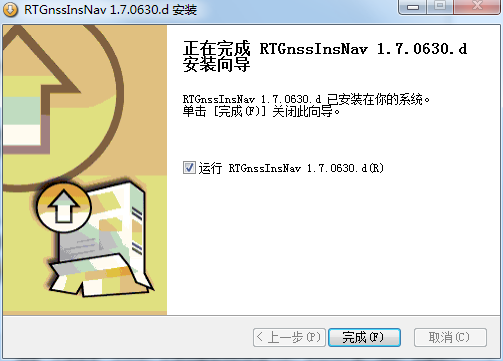 RTGnssInsNav 1.7.0630.d 安装
正在完成 RTGnssInsNav 1.7.0630.d
安装向导
RTGnssInsNav 1.7.0630.d 已安装在你的系统。
单击 [完成(F)] 关闭此向导。
运行 RTGnssInsNav 1.7.0630.d(R)
< 上一步(P)
完成(F)
取消(C)